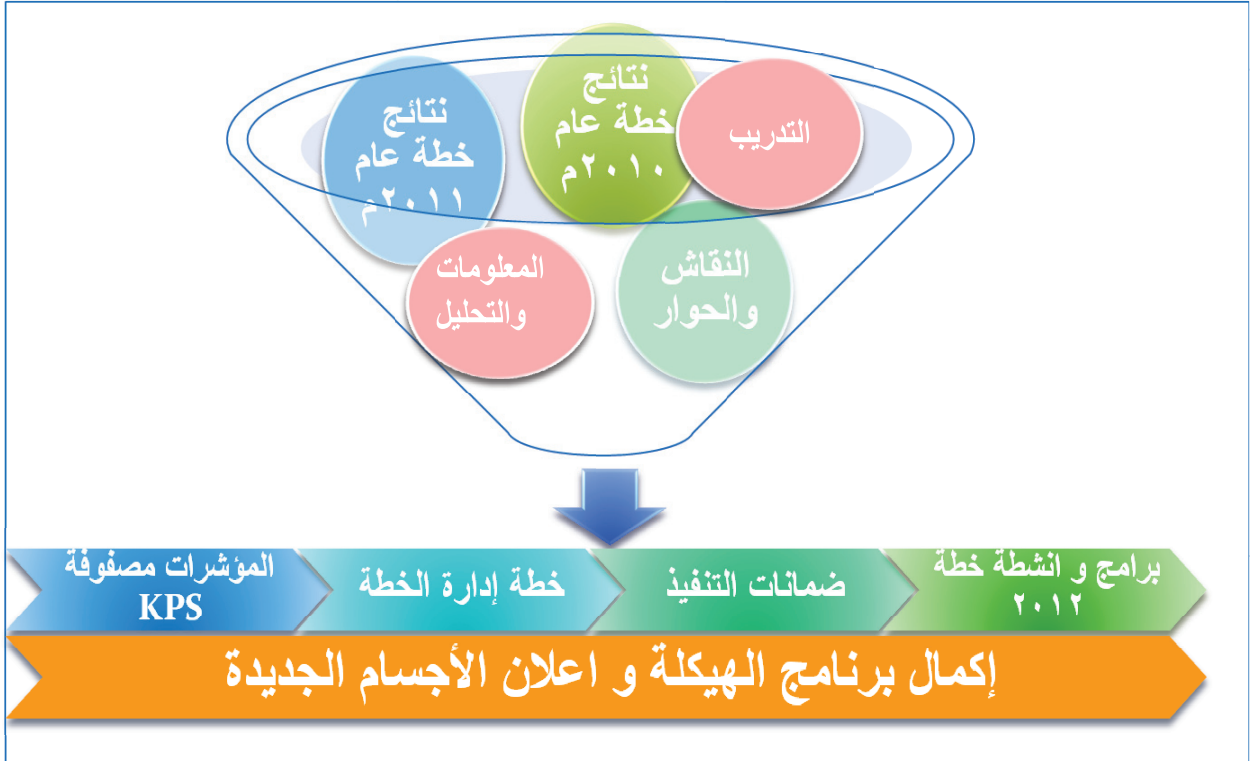 نتائج
خطة عام
٢٠١٠م
التدريب
نتائج
خطة عام
٢٠١١م
النقاش
والحوار
المعلومات
والتحليل
برامج و انشطة خطة
٢٠١٢
ضمانات التنفيذ
خطة إدارة الخطة
المؤشرات مصفوفة
KPS
إكمال برنامج الهيكلة و اعلان الأجسام الجديدة